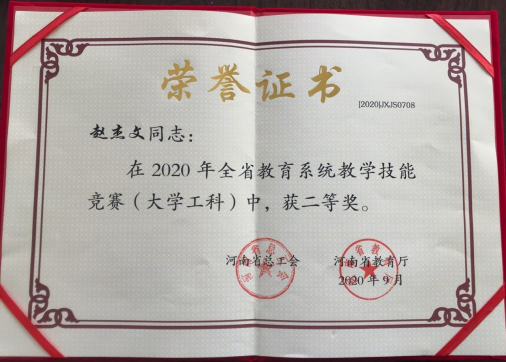 荣誉证书
[2020]JXJS0708
赵杰文同志：
在2020年全省教育系统教学技能
竞赛（大学工科）中，获二等奖。
河南省总工会 河南省教育厅
2020年9月